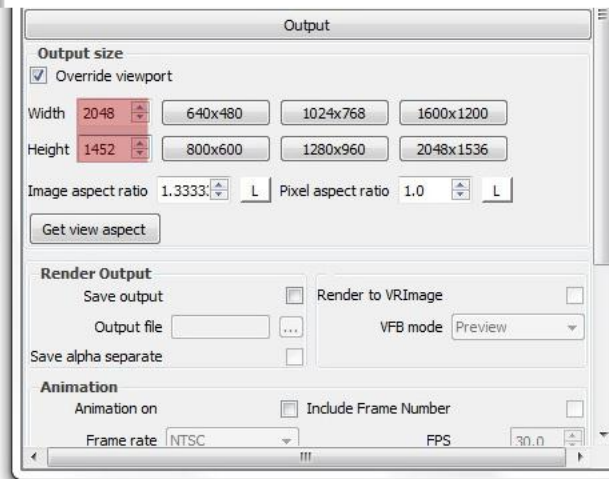 Output
Output size
Override viewport
Width 2048 640x480 1024x768 1600x1200
Height 1452 800x600 1280x960 2048x1536
Image aspect ratio 1.3333: L Pixel aspect ratio 1.0 L
Get view aspect
Render Output
Save output Render to VRImage
Output file ... VFB mode Preview
Save alpha separate
Animation
Animation on Include Frame Number
Frame rate NTSC FPS 30.0